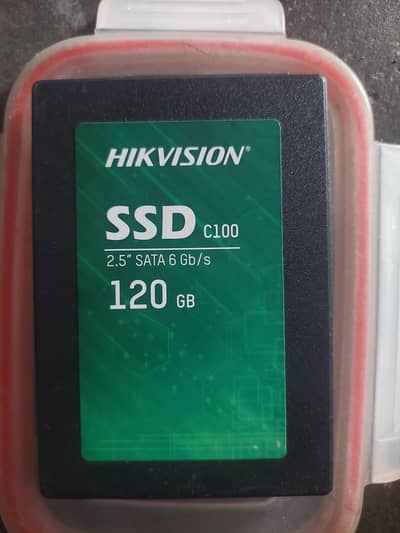 HIKVISION®
SSD C100
2.5" SATA 6 Gb/s
120 GB